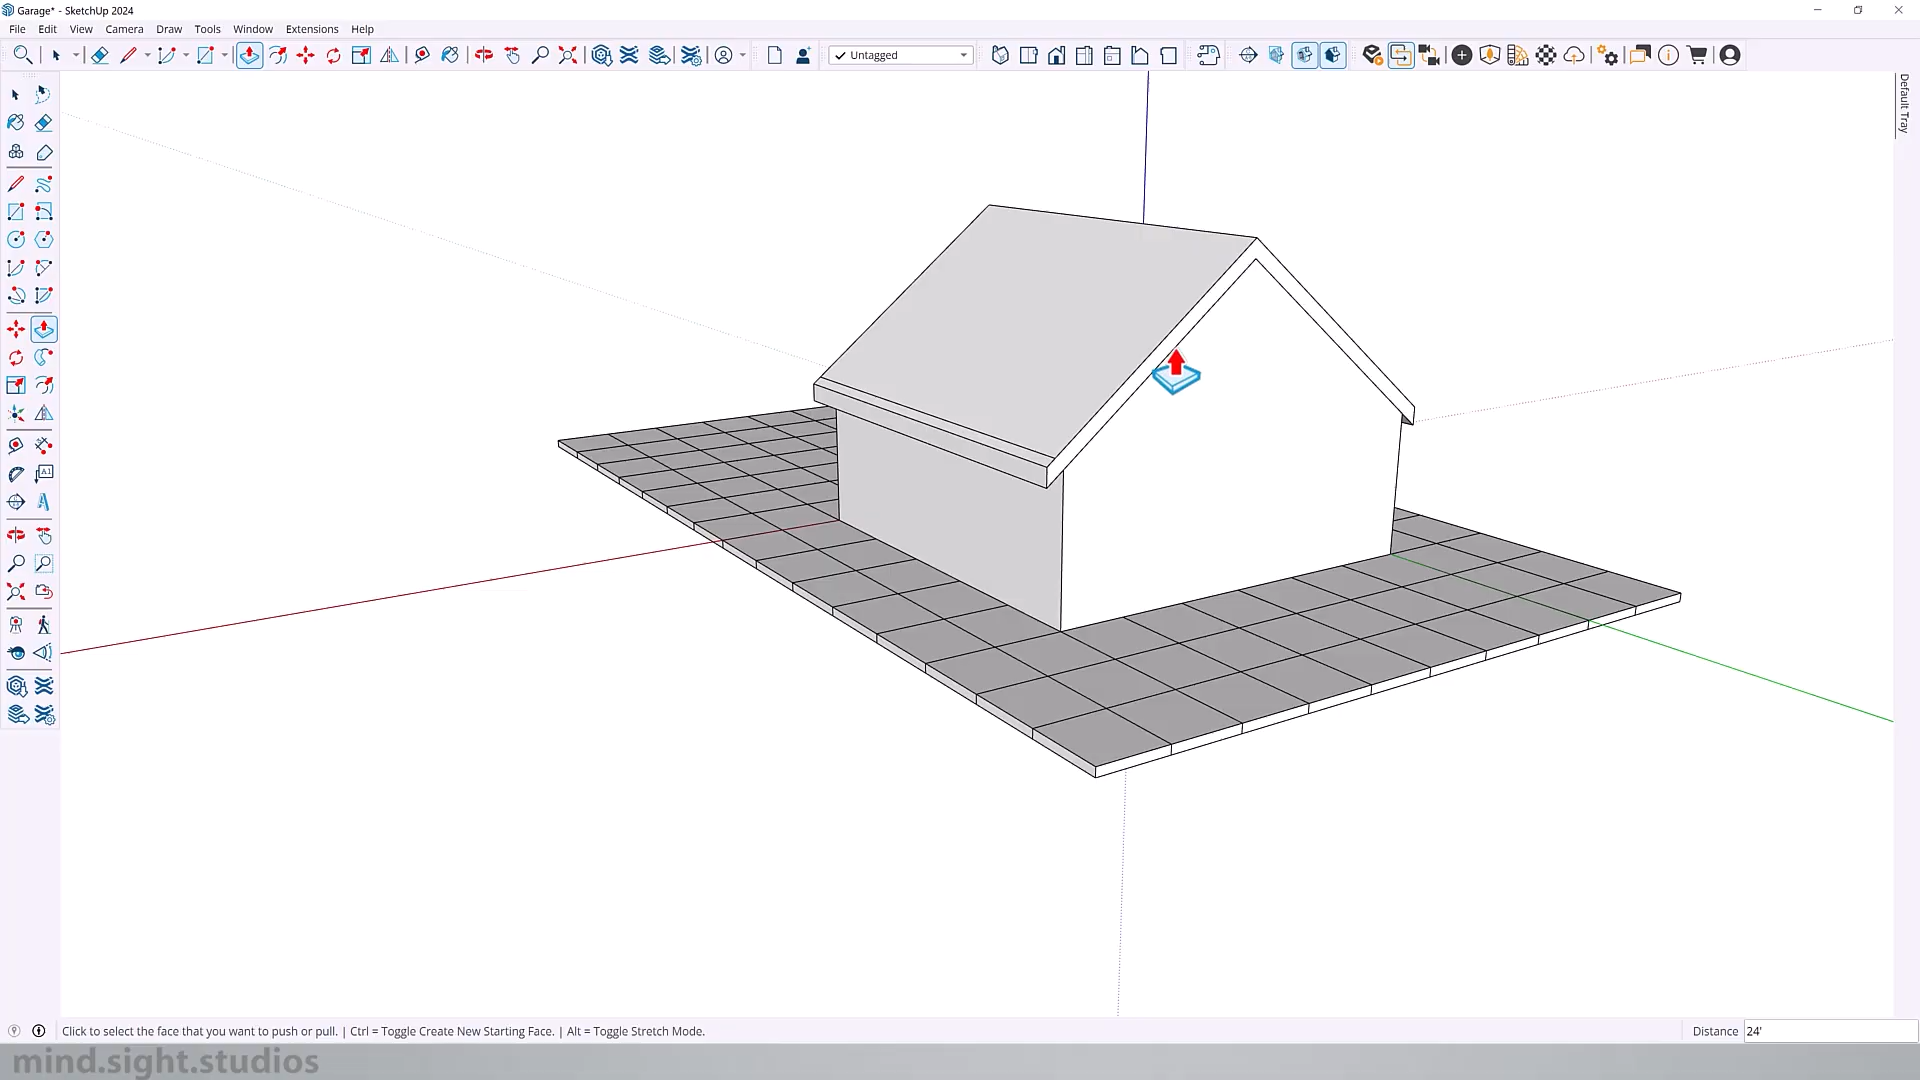 Garage* - SketchUp 2024
File Edit View Camera Draw Tools Window Extensions Help
Untagged
Default Tray
A1
Click to select the face that you want to push or pull. | Ctrl = Toggle Create New Starting Face. | Alt = Toggle Stretch Mode.
Distance 24'
mind.sight.studios